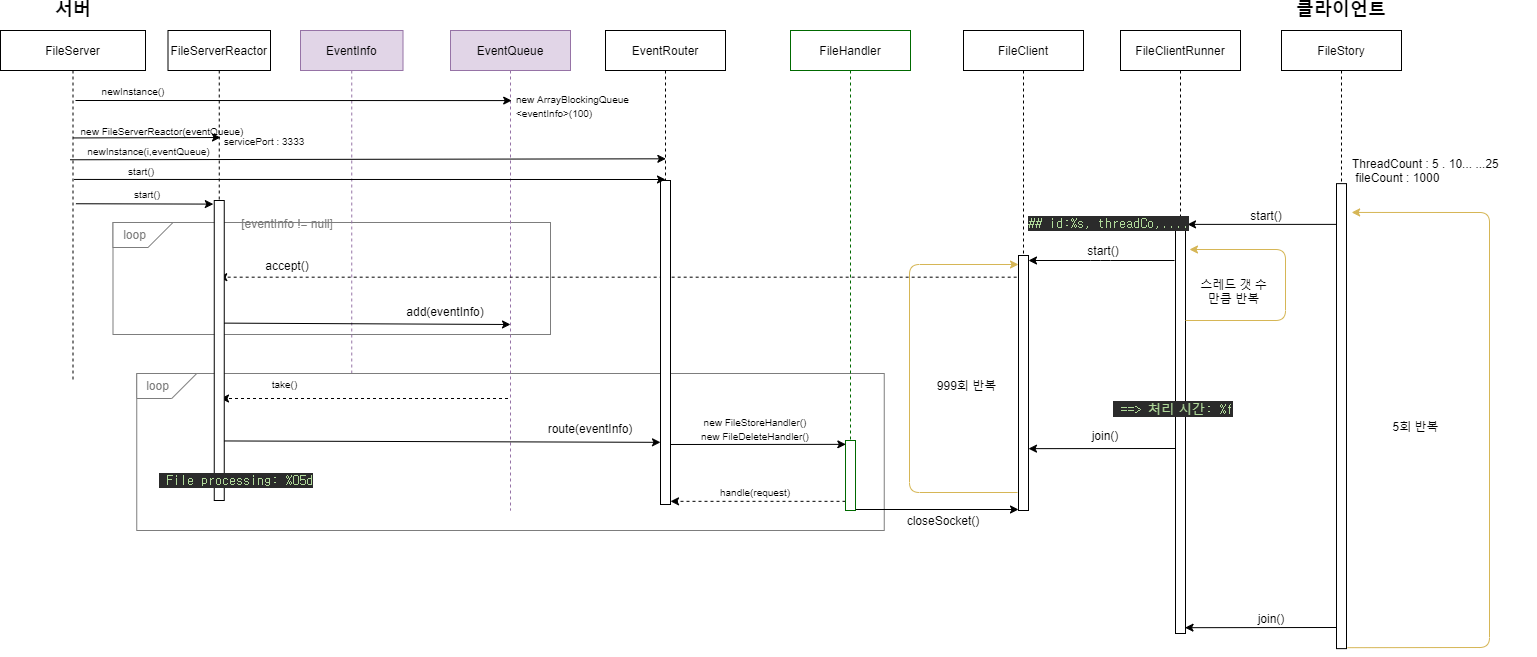 서버
클라이언트
FileServer
FileServerReactor
EventInfo
EventQueue
EventRouter
FileHandler
FileClient
FileClientRunner
FileStory
newInstance()
new ArrayBlockingQueue
<eventInfo>(100)
new FileServerReactor(eventQueue)
servicePort : 3333
newInstance(i,eventQueue)
start()
start()
ThreadCount : 5 . 10... ...25
fileCount : 1000
loop
[eventInfo != null]
## id:%s, threadCo,....
start()
accept()
start()
스레드 갯 수
만큼 반복
add(eventInfo)
loop
take()
999회 반복
==> 처리 시간: %f
new FileStoreHandler()
route(eventInfo)
new FileDeleteHandler()
join()
5회 반복
File processing: %05d
handle(request)
closeSocket()
join()